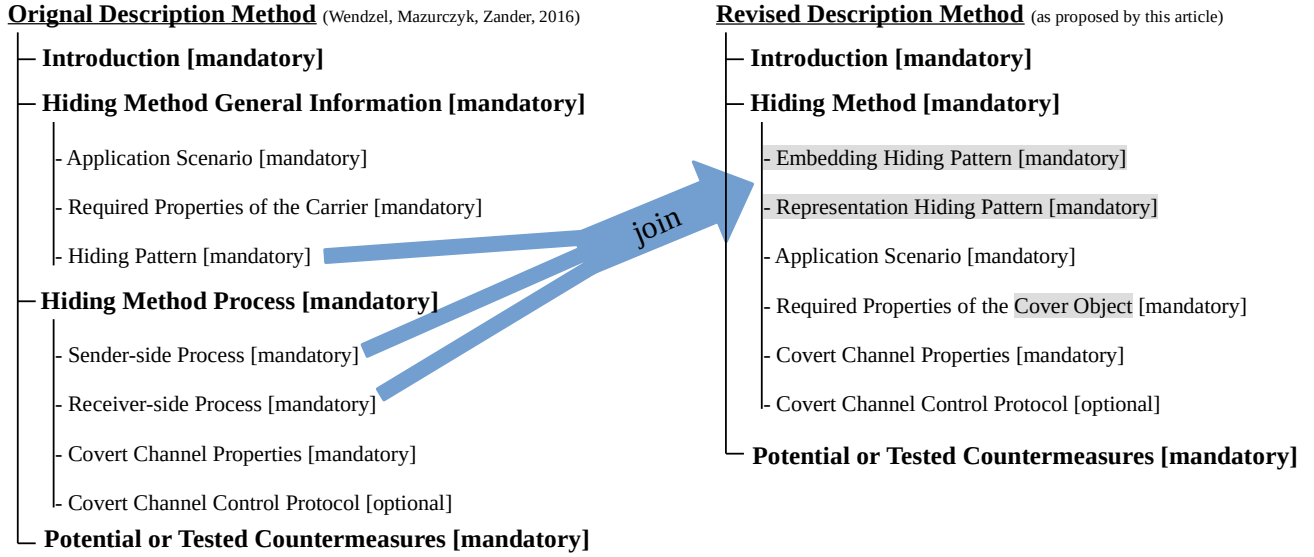 Orignal Description Method (Wendzel, Mazurczyk, Zander, 2016)
Introduction [mandatory]
Hiding Method General Information [mandatory]
- Application Scenario [mandatory]
- Required Properties of the Carrier [mandatory]
- Hiding Pattern [mandatory]
Hiding Method Process [mandatory]
- Sender-side Process [mandatory]
- Receiver-side Process [mandatory]
- Covert Channel Properties [mandatory]
- Covert Channel Control Protocol [optional]
Potential or Tested Countermeasures [mandatory]
join
Revised Description Method (as proposed by this article)
Introduction [mandatory]
Hiding Method [mandatory]
- Embedding Hiding Pattern [mandatory]
- Representation Hiding Pattern [mandatory]
- Application Scenario [mandatory]
- Required Properties of the Cover Object [mandatory]
- Covert Channel Properties [mandatory]
- Covert Channel Control Protocol [optional]
Potential or Tested Countermeasures [mandatory]